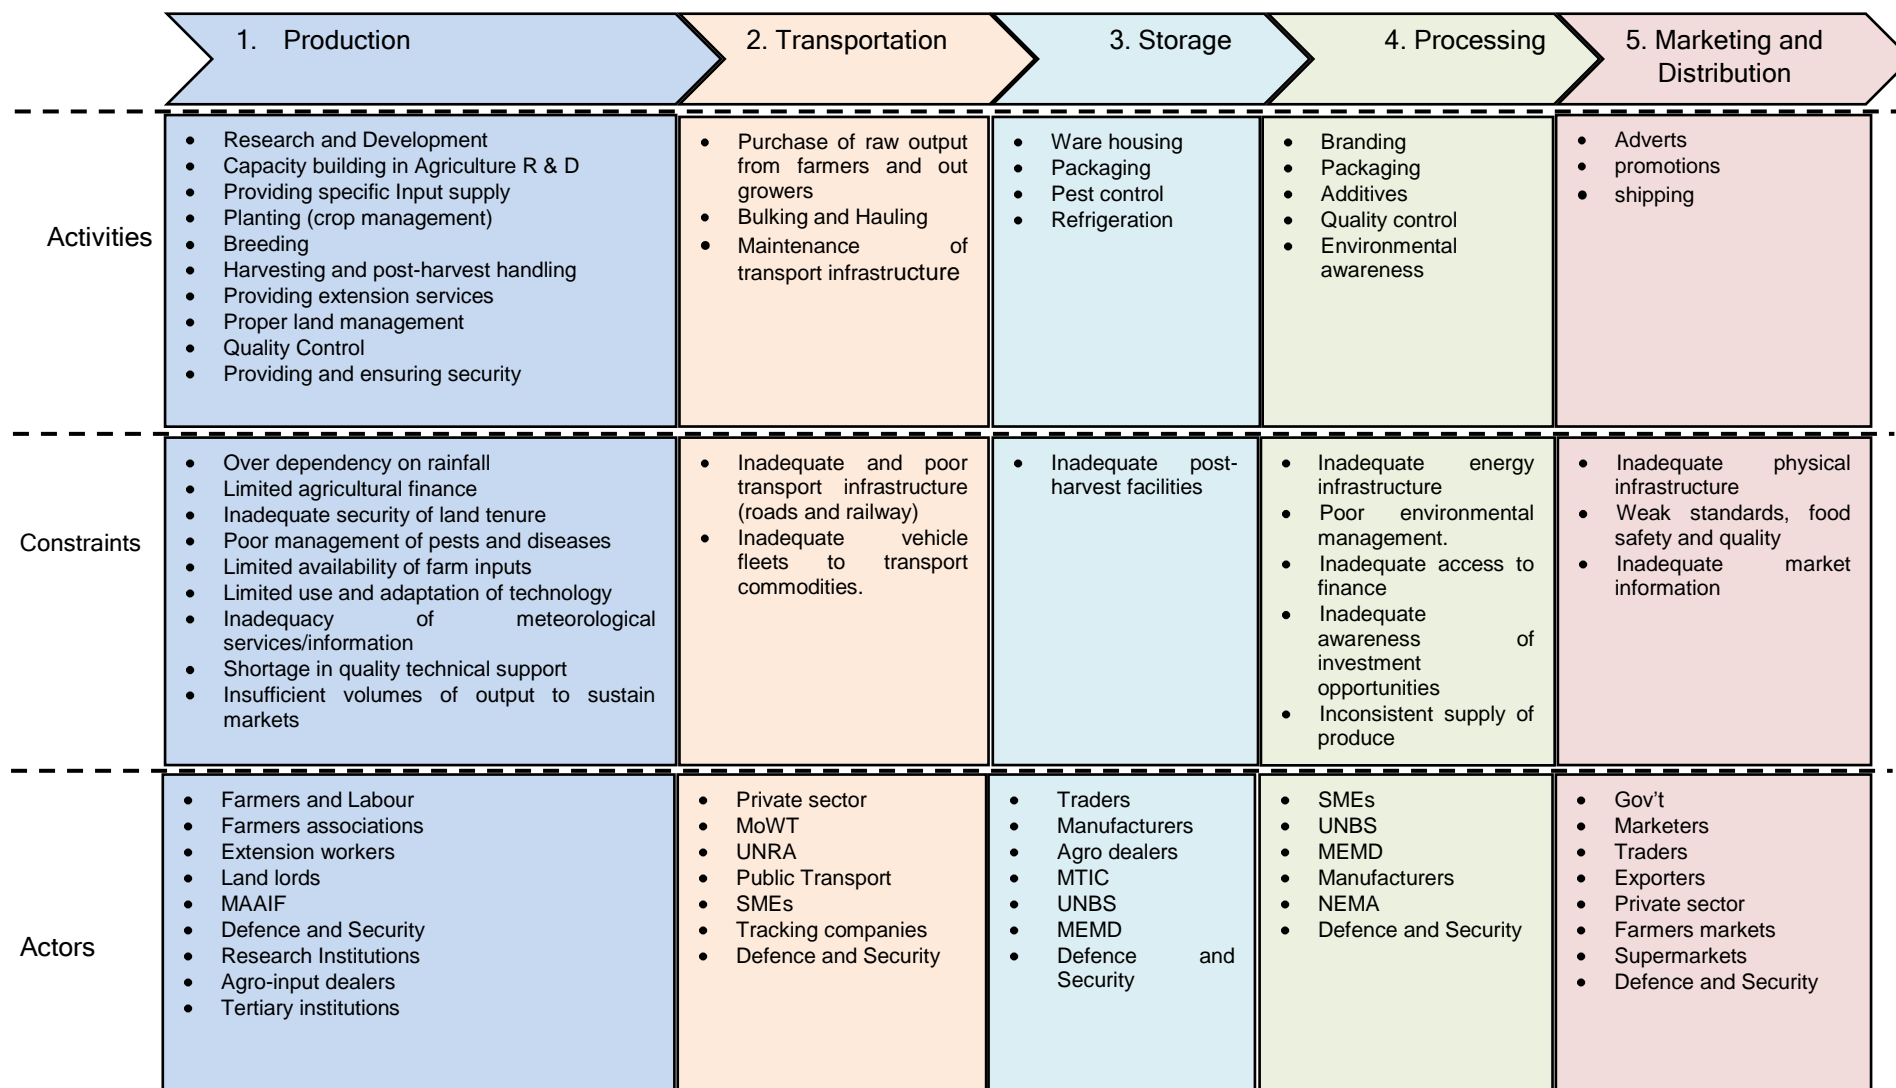 1. Production
2. Transportation
3. Storage
4. Processing
5. Marketing and
Distribution
Activities
• Research and Development
• Capacity building in Agriculture R & D
• Providing specific Input supply
• Planting (crop management)
• Breeding
• Harvesting and post-harvest handling
• Providing extension services
• Proper land management
• Quality Control
• Providing and ensuring security
• Purchase of raw output
from farmers and out
growers
• Bulking and Hauling
• Maintenance of
transport infrastructure
• Ware housing
• Packaging
• Pest control
• Refrigeration
• Branding
• Packaging
• Additives
• Quality control
• Environmental
awareness
• Adverts
• promotions
• shipping
Constraints
• Over dependency on rainfall
• Limited agricultural finance
• Inadequate security of land tenure
• Poor management of pests and diseases
• Limited availability of farm inputs
• Limited use and adaptation of technology
• Inadequacy of meteorological
services/information
• Shortage in quality technical support
• Insufficient volumes of output to sustain
markets
• Inadequate and poor
transport infrastructure
(roads and railway)
• Inadequate vehicle
fleets to transport
commodities.
• Inadequate post-
harvest facilities
• Inadequate energy
infrastructure
• Poor environmental
management.
• Inadequate access to
finance
• Inadequate
awareness of
investment
opportunities
• Inconsistent supply of
produce
• Inadequate physical
infrastructure
• Weak standards, food
safety and quality
• Inadequate market
information
Actors
• Farmers and Labour
• Farmers associations
• Extension workers
• Land lords
• MAAIF
• Defence and Security
• Research Institutions
• Agro-input dealers
• Tertiary institutions
• Private sector
• MoWT
• UNRA
• Public Transport
• SMEs
• Tracking companies
• Defence and Security
• Traders
• Manufacturers
• Agro dealers
• MTIC
• UNBS
• MEMD
• Defence and
Security
• SMEs
• UNBS
• MEMD
• Manufacturers
• NEMA
• Defence and Security
• Gov't
• Marketers
• Traders
• Exporters
• Private sector
• Farmers markets
• Supermarkets
• Defence and Security